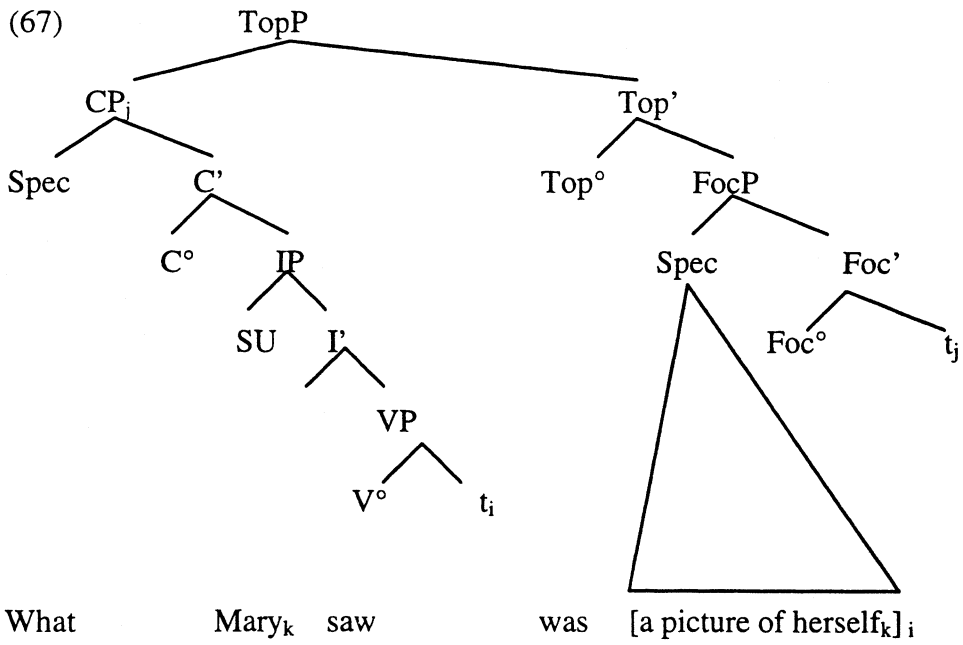 (67) TopP
CPj Top'
Spec C' Top° FocP
C° IP Spec Foc'
SU I' Foc° tj
VP
V° ti
What Maryk saw was [a picture of herselfk] i